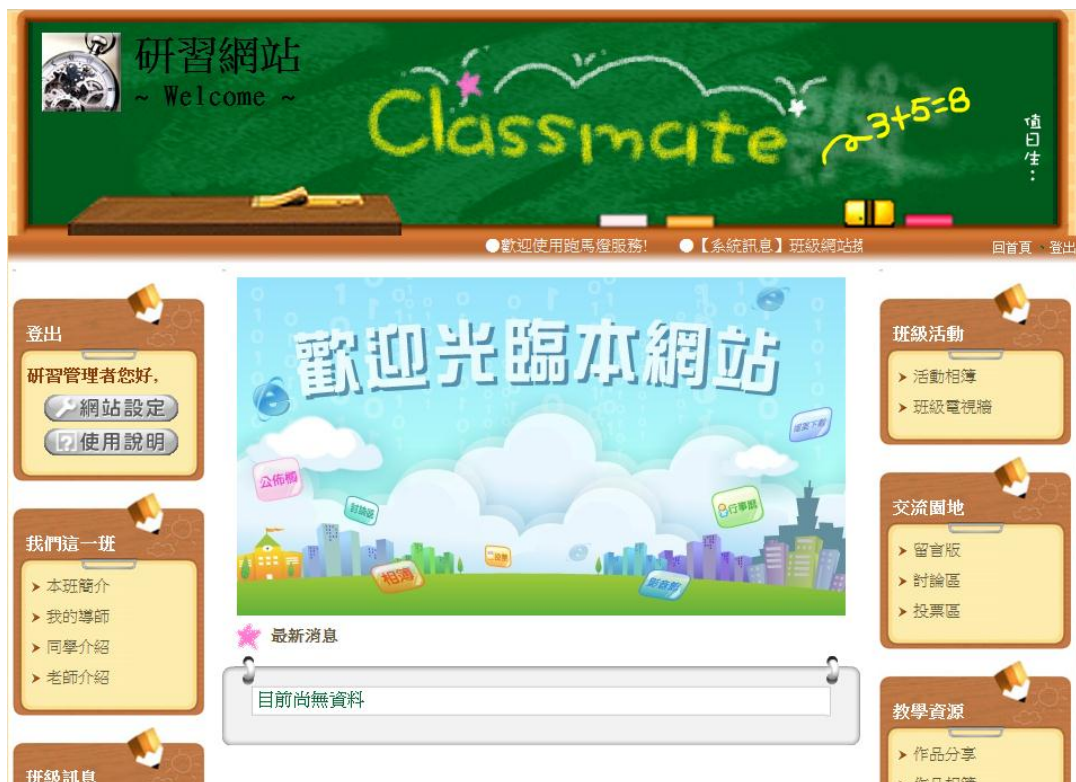 研習網站
~ Welcome ~
Classmate
3+5=8
值日生：
●歡迎使用跑馬燈服務!
●【系統訊息】班級網站
回首頁、登出
登出
研習管理者您好,
網站設定
使用說明
我們這一班
本班簡介
我的導師
同學介紹
老師介紹
班級訊息
歡迎光臨本網站
檔案下載
公佈欄
討論區
行事曆
相簿
影音館
最新消息
目前尚無資料
班級活動
活動相簿
班級電視牆
交流園地
留言版
討論區
投票區
教學資源
作品分享